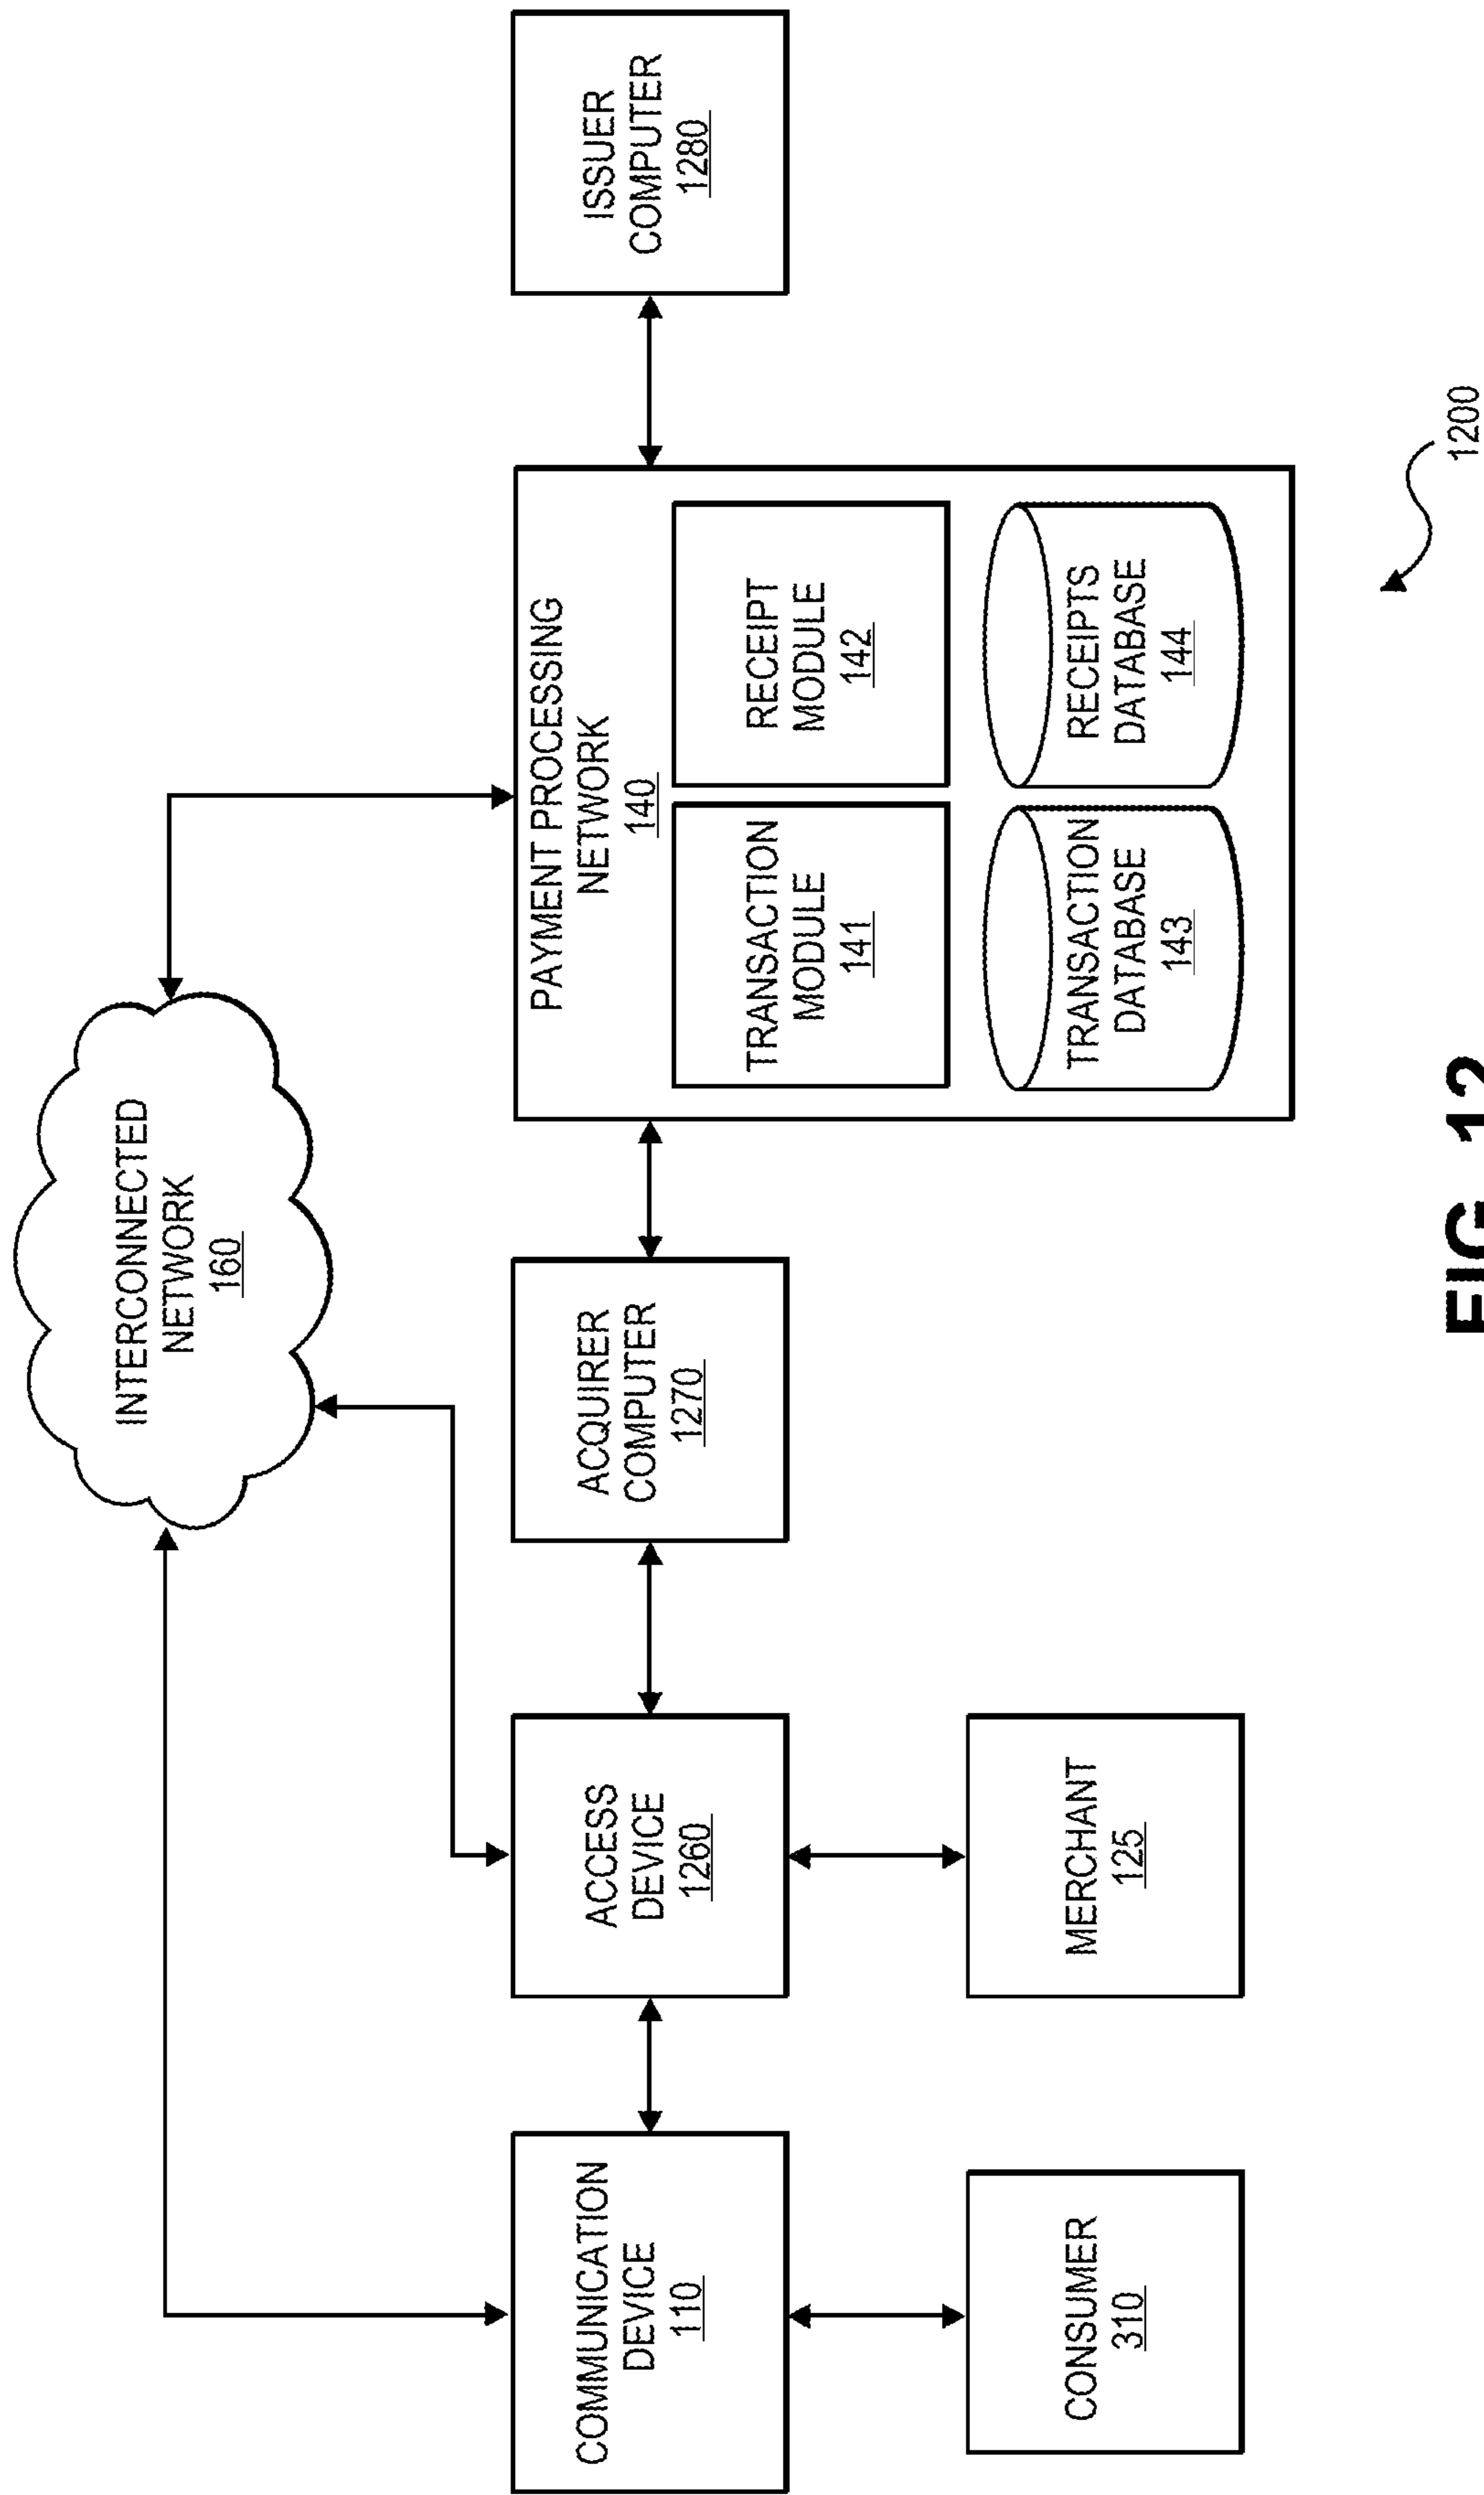 INTERCONNECTED
NETWORK
160
COMMUNICATION
DEVICE
110
ACCESS
DEVICE
1260
ACQUIRER
COMPUTER
1270
PAYMENT PROCESSING
NETWORK
140
TRANSACTION
MODULE
141
RECEIPT
MODULE
142
TRANSACTION
DATABASE
143
RECEIPTS
DATABASE
144
ISSUER
COMPUTER
1280
CONSUMER
310
MERCHANT
125
1200
FIG. 12